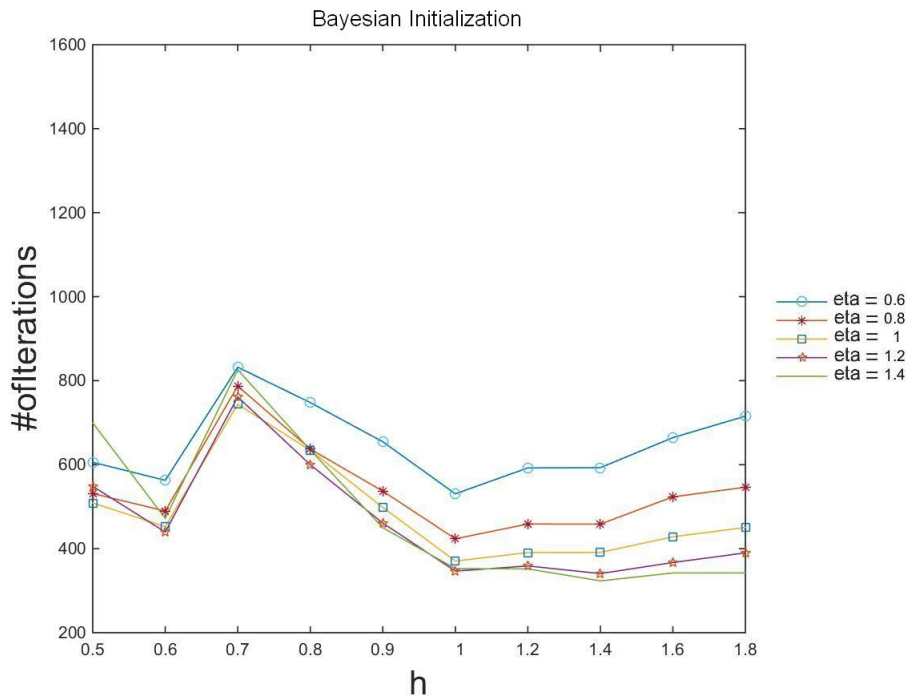 Bayesian Initialization
1600
1400
1200
1000
800
600
400
200
#ofIterations
0.5 0.6 0.7 0.8 0.9 1 1.2 1.4 1.6 1.8
h
eta = 0.6
eta = 0.8
eta = 1
eta = 1.2
eta = 1.4